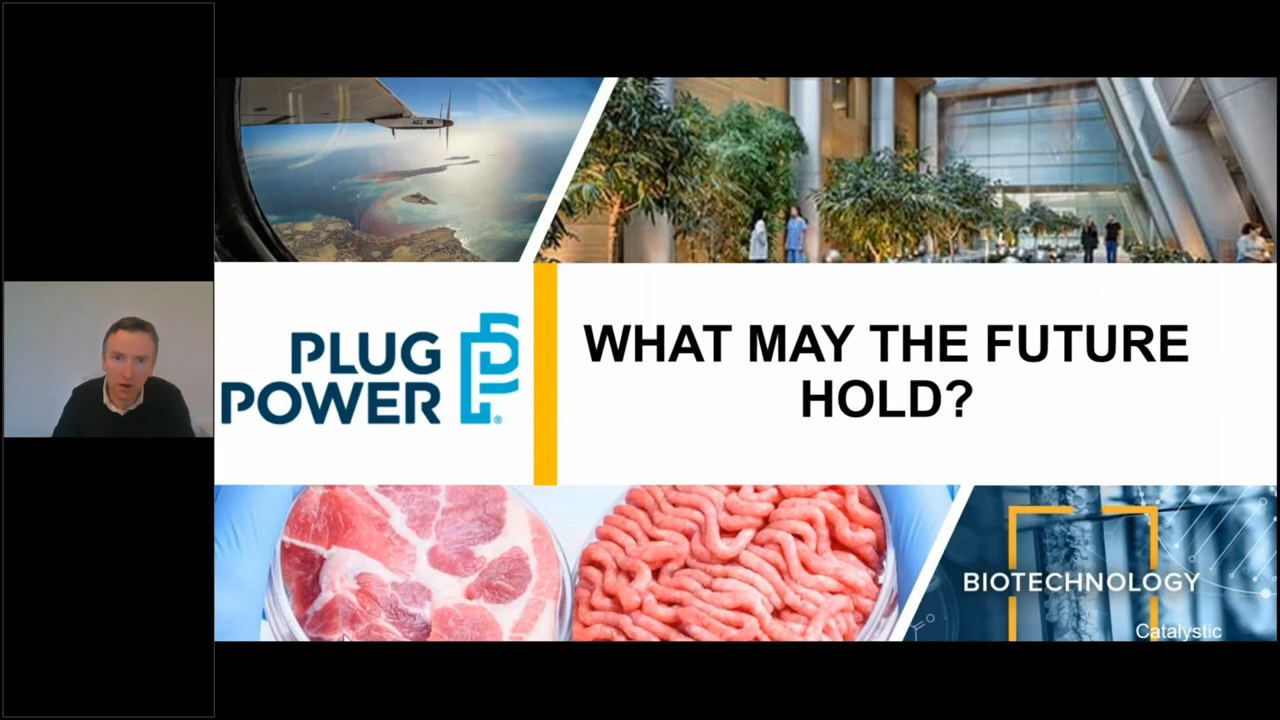 PLUG
POWER
®
WHAT MAY THE FUTURE
HOLD?
BIOTECHNOLOGY
Catalystic